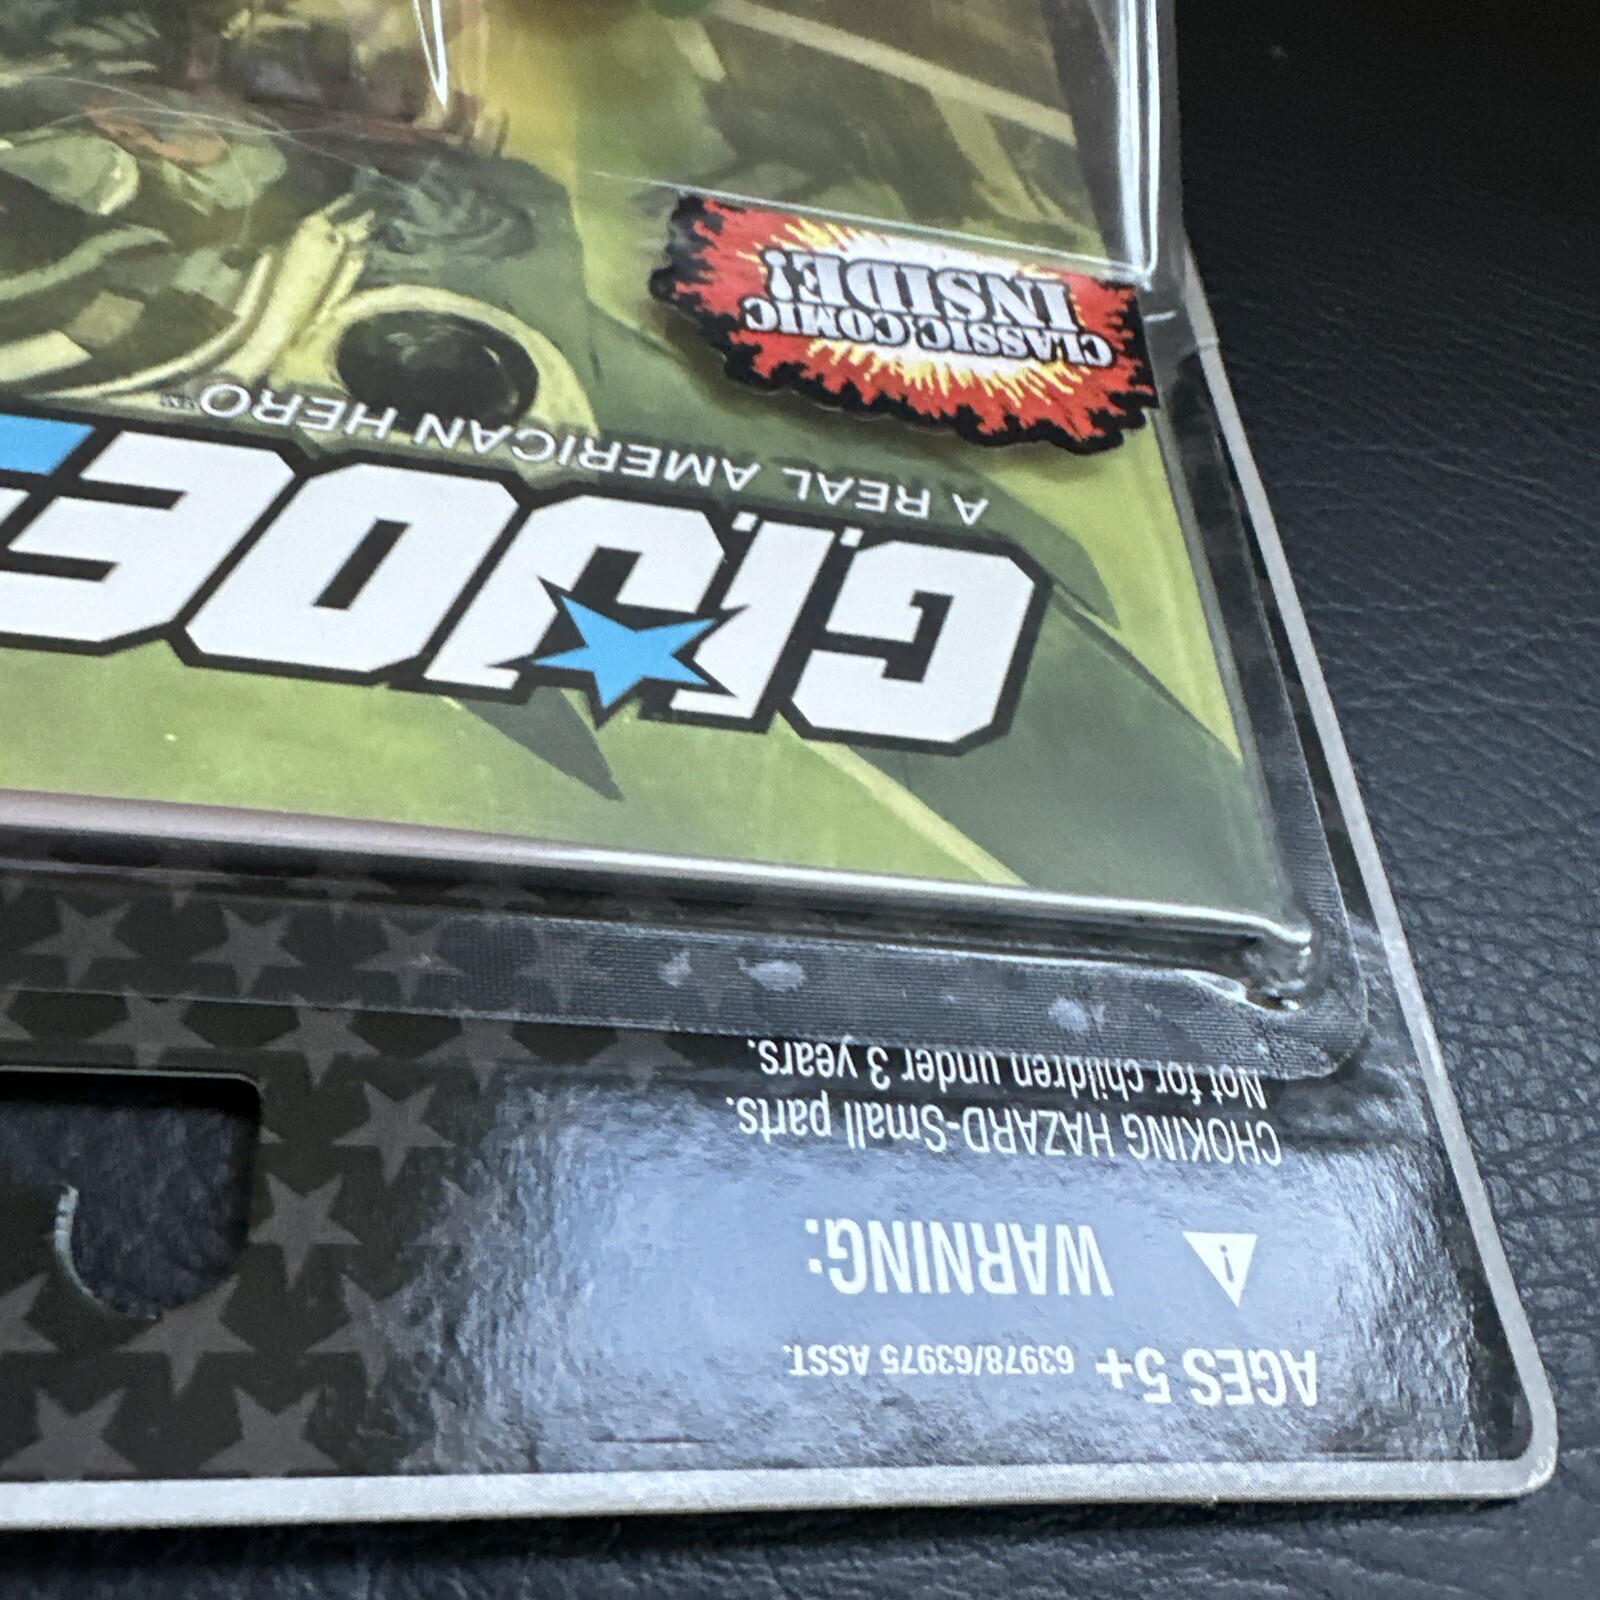 AGES 5+ 63978/63975 ASST.
WARNING:
CHOKING HAZARD-Small parts.
Not for children under 3 years.
G.I. JOE
A REAL AMERICAN HERO™
CLASSIC COMIC
INSIDE!